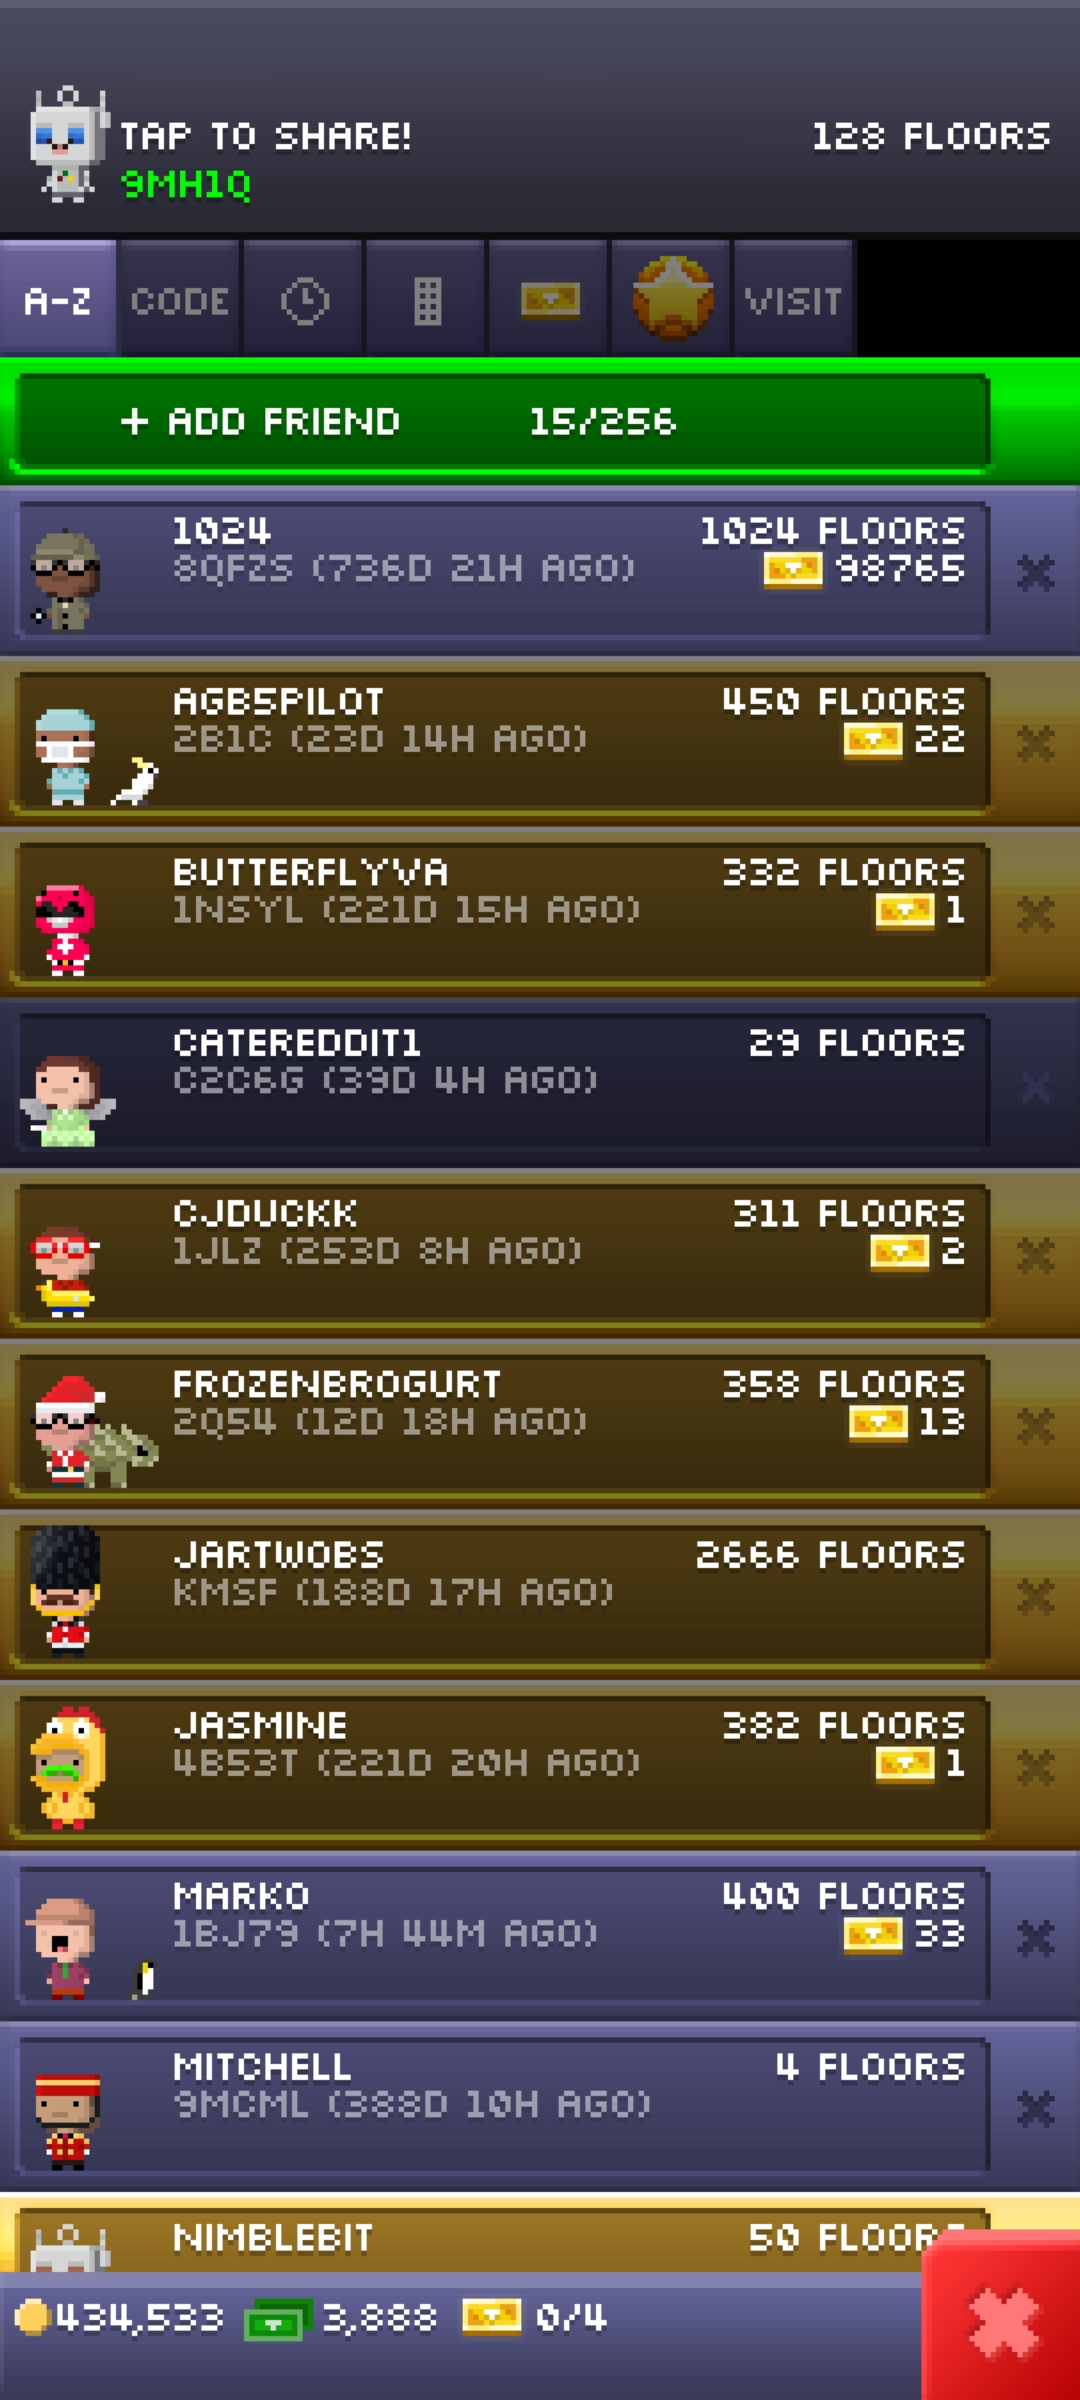 TAP TO SHARE! 128 FLOORS
9MH1Q
A-Z CODE VISIT
+ ADD FRIEND 15/256
1024 1024 FLOORS
8QFZS (736D 21H AGO) 98765
AGB5PILOT 450 FLOORS
2B1C (23D 14H AGO) 22
BUTTERFLYVA 332 FLOORS
1NSYL (221D 15H AGO) 1
CATEREDDIT1 29 FLOORS
C2C6G (39D 4H AGO)
CJDUCKK 311 FLOORS
1JLZ (253D 8H AGO) 2
FROZENBROGURT 358 FLOORS
2Q54 (12D 18H AGO) 13
JARTWOBS 2666 FLOORS
KMSF (188D 17H AGO)
JASMINE 382 FLOORS
4B53T (221D 20H AGO) 1
MARKO 400 FLOORS
1BJ79 (7H 44M AGO) 33
MITCHELL 4 FLOORS
9MCML (388D 10H AGO)
NIMBLEBIT 50 FLOORS
434,533 3,888 0/4